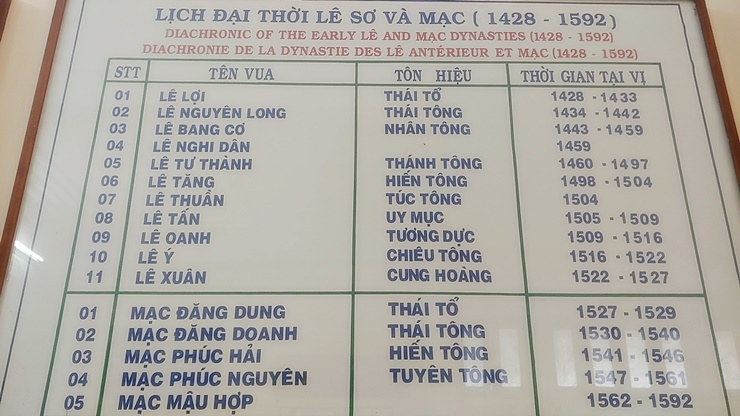 LỊCH ĐẠI THỜI LÊ SƠ VÀ MẠC ( 1428 - 1592 )
DIACHRONIC OF THE EARLY LÊ AND MẠC DYNASTIES (1428 - 1592)
DIACHRONIE DE LA DYNASTIE DES LÊ ANTÉRIEUR ET MẠC (1428 - 1592)
STT TÊN VUA TÔN HIỆU THỜI GIAN TẠI VỊ
01 LÊ LỢI THÁI TỔ 1428 - 1433
02 LÊ NGUYÊN LONG THÁI TÔNG 1434 - 1442
03 LÊ BANG CƠ NHÂN TÔNG 1443 - 1459
04 LÊ NGHI DÂN 1459
05 LÊ TƯ THÀNH THÁNH TÔNG 1460 - 1497
06 LÊ TĂNG HIẾN TÔNG 1498 - 1504
07 LÊ THUẦN TÚC TÔNG 1504
08 LÊ TẤN UY MỤC 1505 - 1509
09 LÊ OANH TƯƠNG DỰC 1509 - 1516
10 LÊ Ý CHIÊU TÔNG 1516 - 1522
11 LÊ XUÂN CUNG HOÀNG 1522 - 1527
01 MẠC ĐĂNG DUNG THÁI TỔ 1527 - 1529
02 MẠC ĐĂNG DOANH THÁI TÔNG 1530 - 1540
03 MẠC PHÚC HẢI HIẾN TÔNG 1541 - 1546
04 MẠC PHÚC NGUYÊN TUYÊN TÔNG 1547 - 1561
05 MẠC MẬU HỢP 1562 - 1592